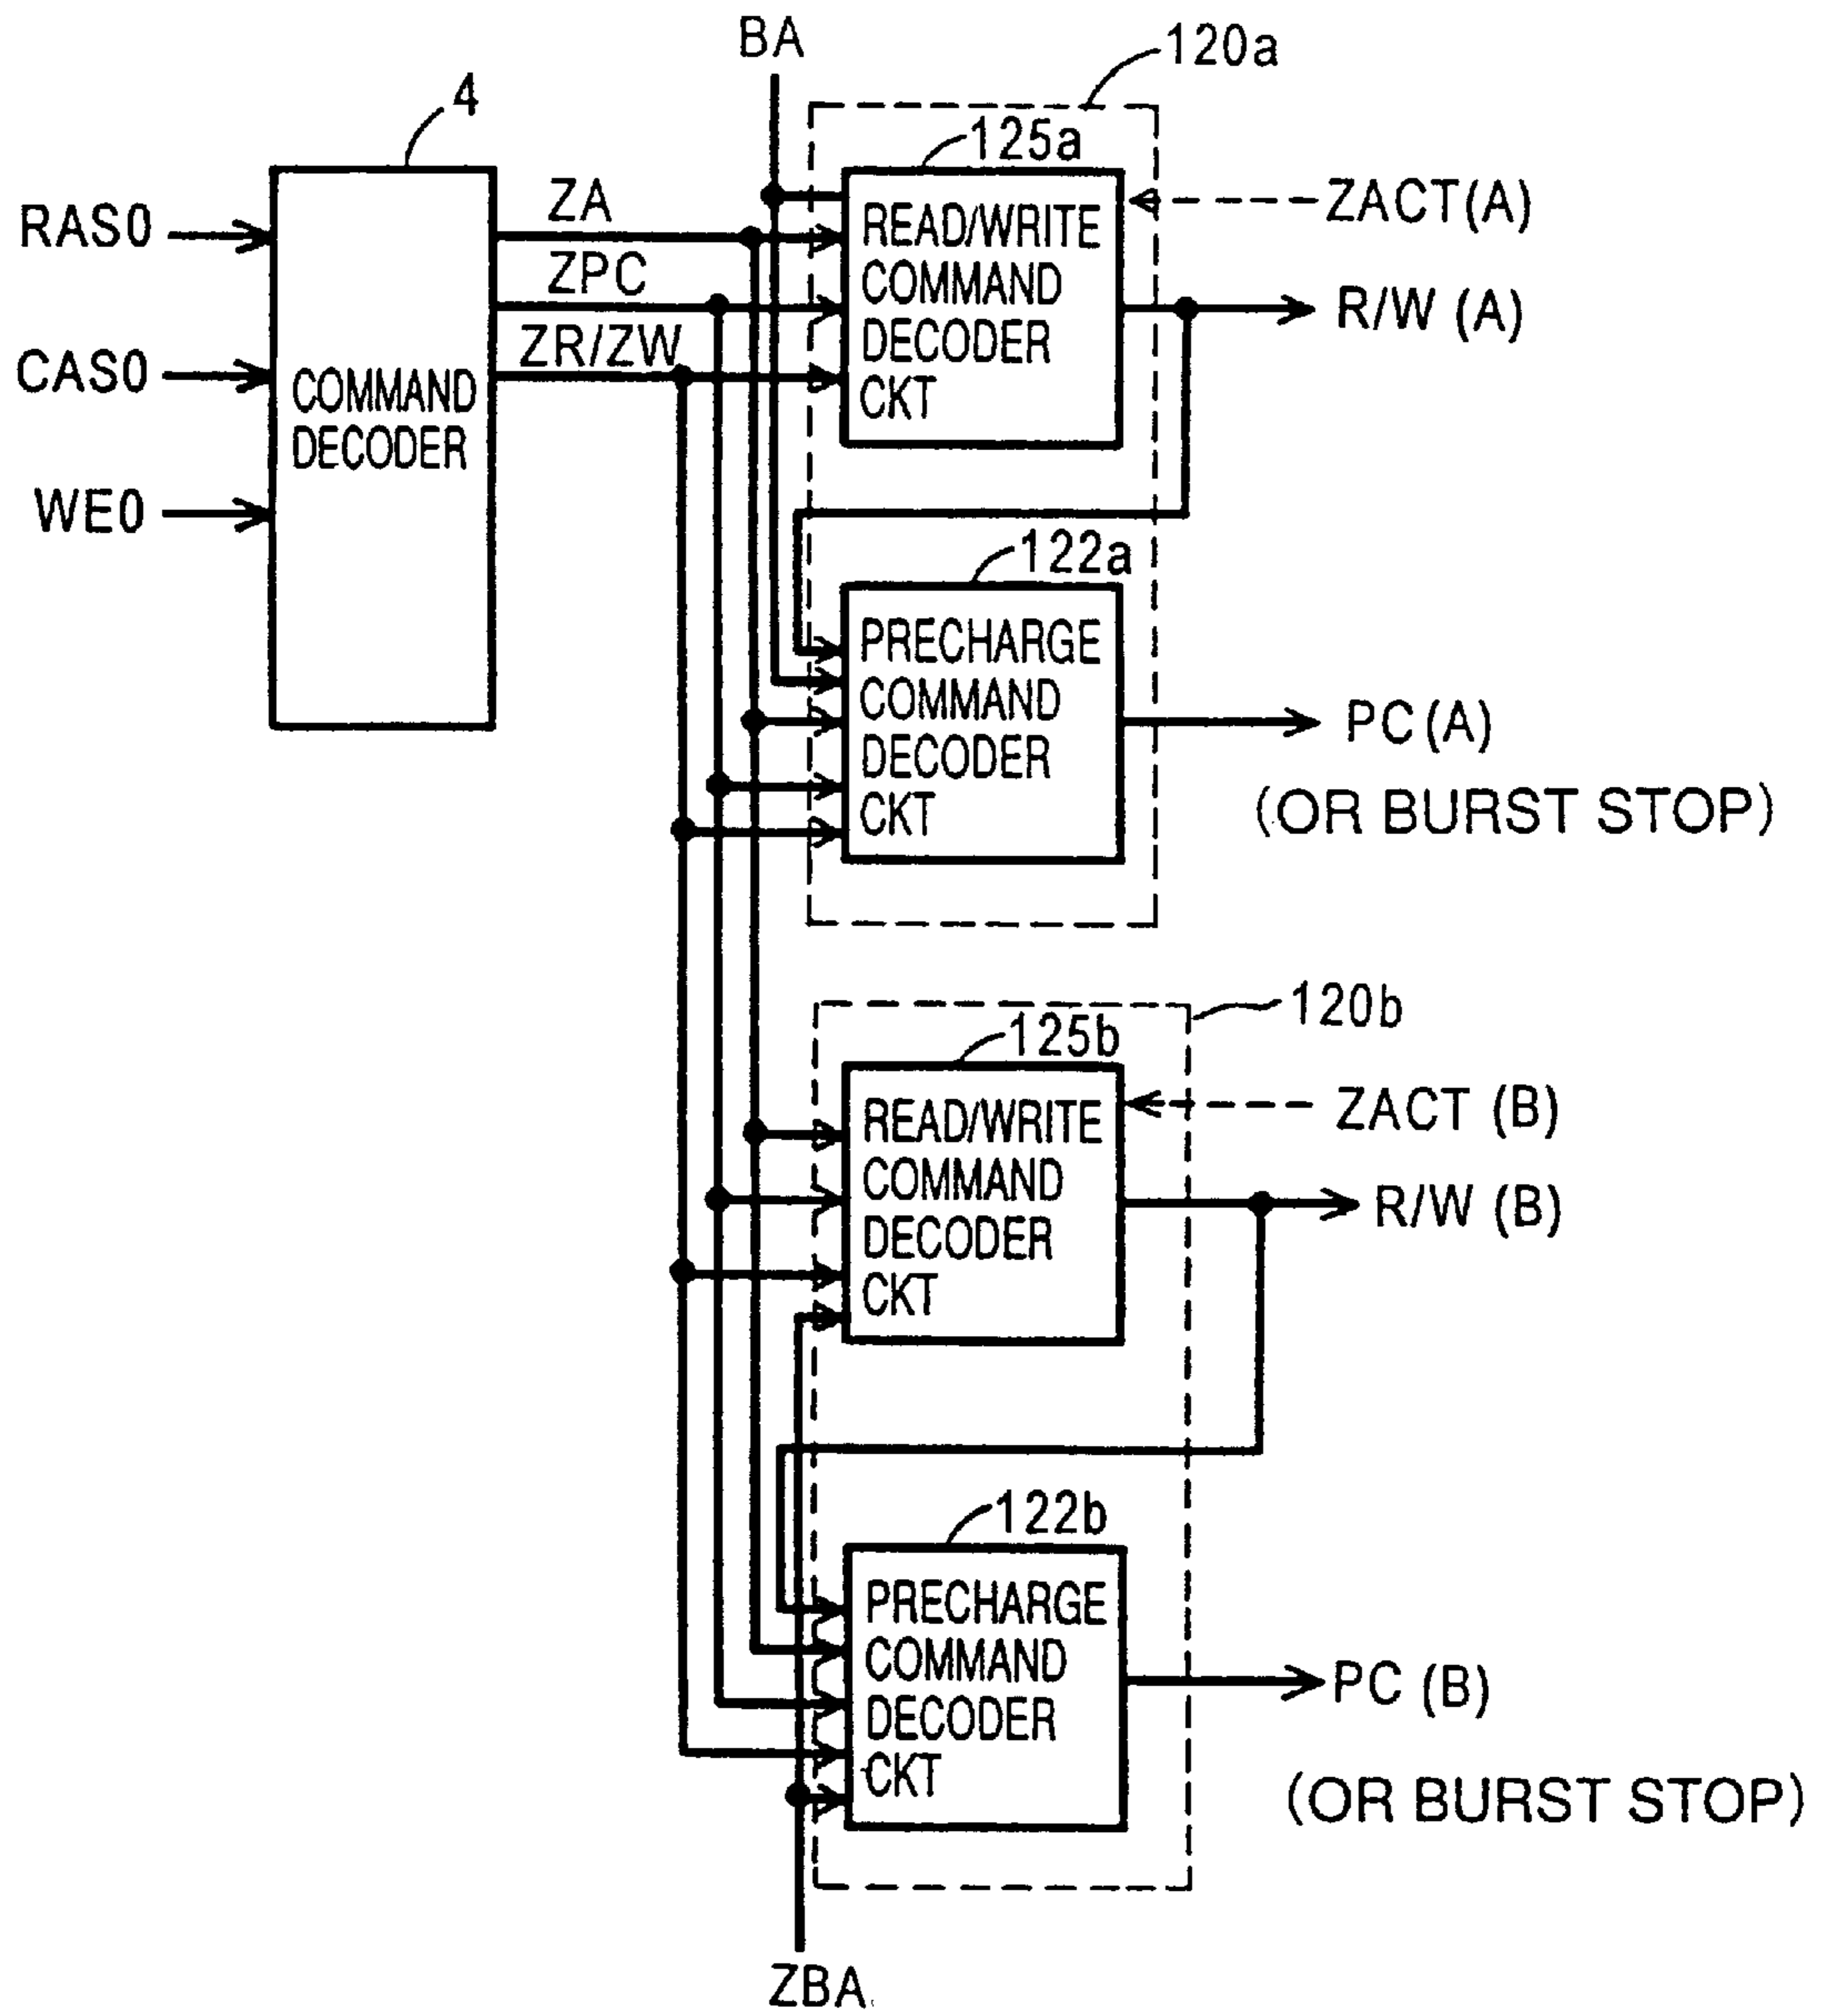 BA
120a
4
125a
RAS0
ZA
READ/WRITE
COMMAND
DECODER
CKT
ZACT(A)
ZPC
R/W (A)
ZR/ZW
CAS0
COMMAND
DECODER
WE0
122a
PRECHARGE
COMMAND
DECODER
CKT
PC(A)
(OR BURST STOP)
120b
125b
READ/WRITE
COMMAND
DECODER
CKT
ZACT (B)
R/W (B)
122b
PRECHARGE
COMMAND
DECODER
CKT
PC (B)
(OR BURST STOP)
ZBA